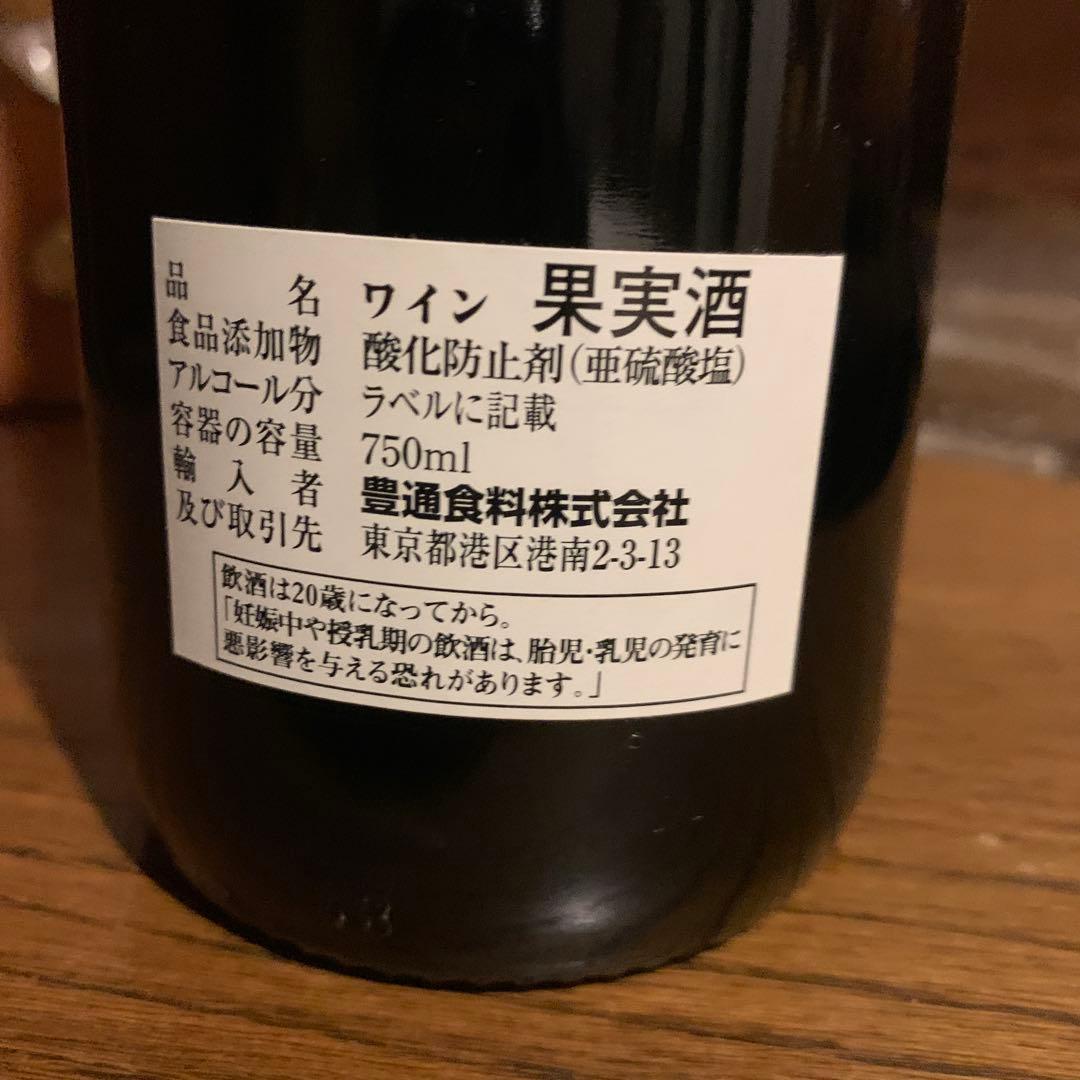 品名 ワイン 果実酒
食品添加物 酸化防止剤(亜硫酸塩)
アルコール分 ラベルに記載
容器の容量 750ml
輸入者 豊通食料株式会社
及び取引先 東京都港区港南2-3-13
飲酒は20歳になってから。
「妊娠中や授乳期の飲酒は、胎児・乳児の発育に
悪影響を与える恐れがあります。」